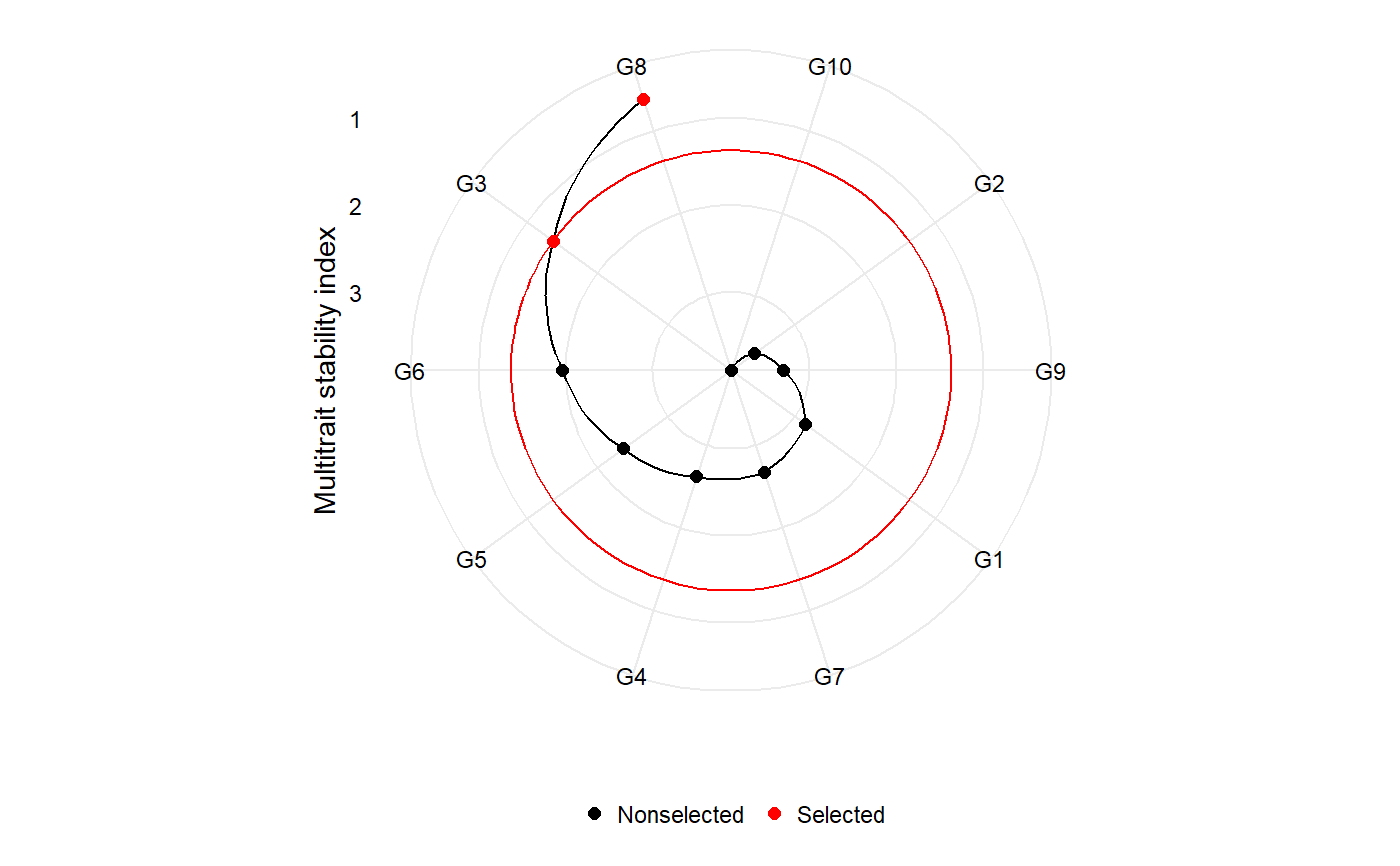 G8
G10
1
G3
G2
2
Multitrait stability index
3
G6
G9
G5
G1
G4
G7
Nonselected
Selected